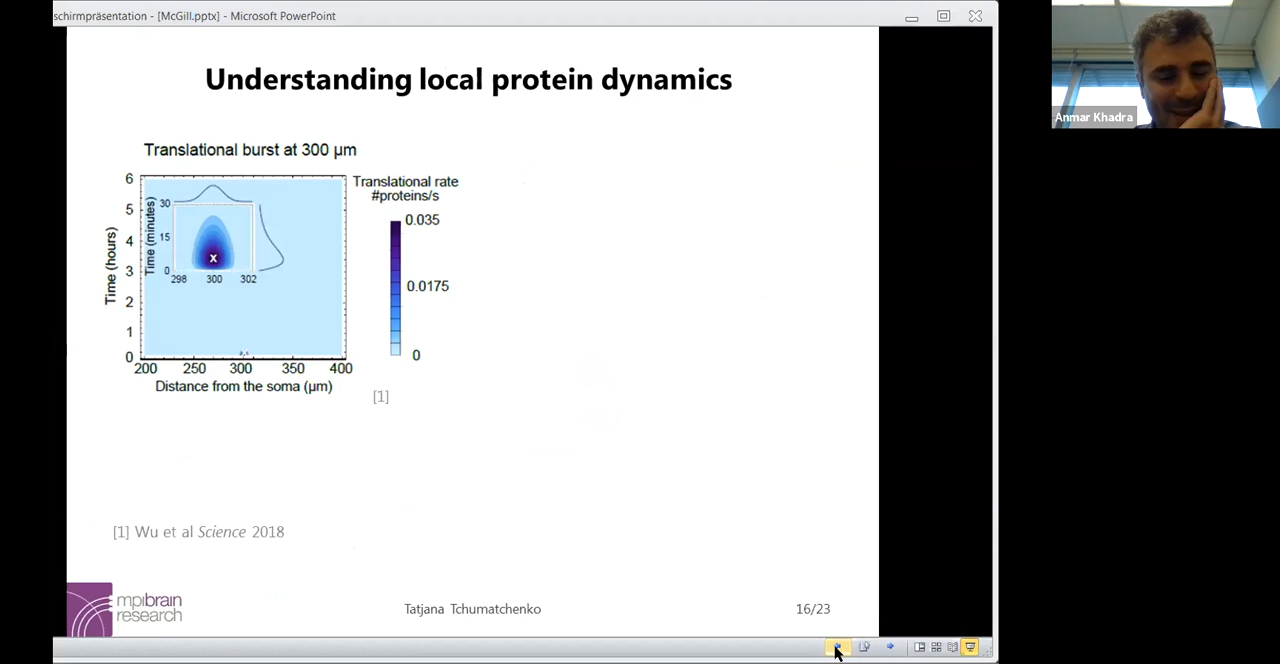 schirmpräsentation - [McGill.pptx] - Microsoft PowerPoint
Anmar Khadra
Understanding local protein dynamics
Translational burst at 300 µm
Time (hours)
6
5
4
3
2
1
0
Time (minutes)
30
15
0
x
298 300 302
200 250 300 350 400
Distance from the soma (µm)
Translational rate
#proteins/s
0.035
0.0175
0
[1]
[1] Wu et al Science 2018
mpibrain
research
Tatjana Tchumatchenko
16/23